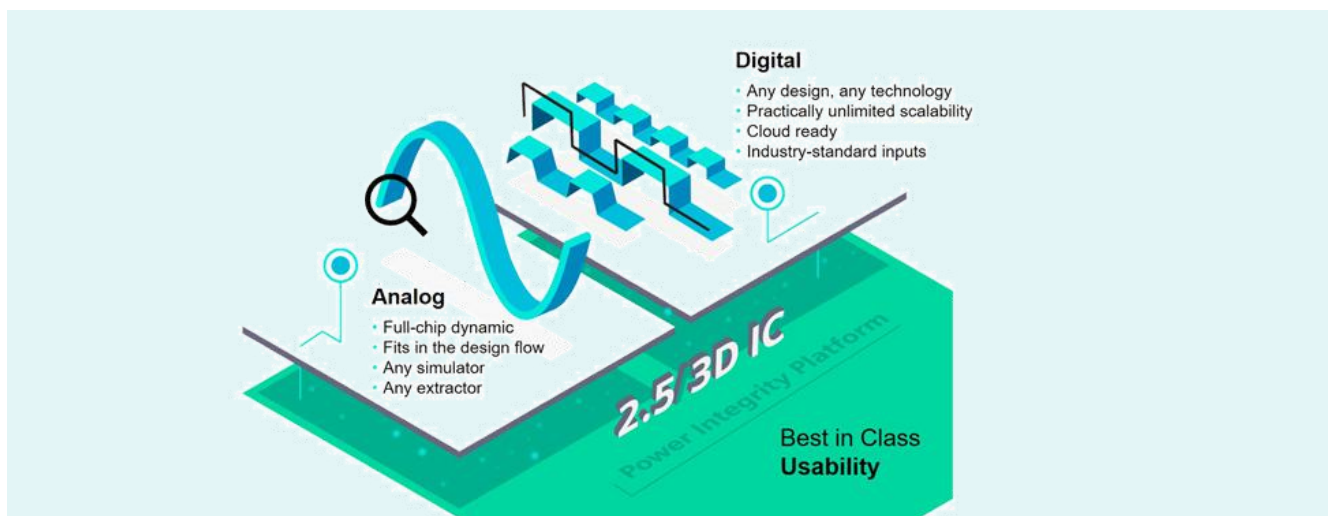 Digital
• Any design, any technology
• Practically unlimited scalability
• Cloud ready
• Industry-standard inputs
Analog
• Full-chip dynamic
• Fits in the design flow
• Any simulator
• Any extractor
2.5/3D IC
Power Integrity Platform
Best in Class
Usability